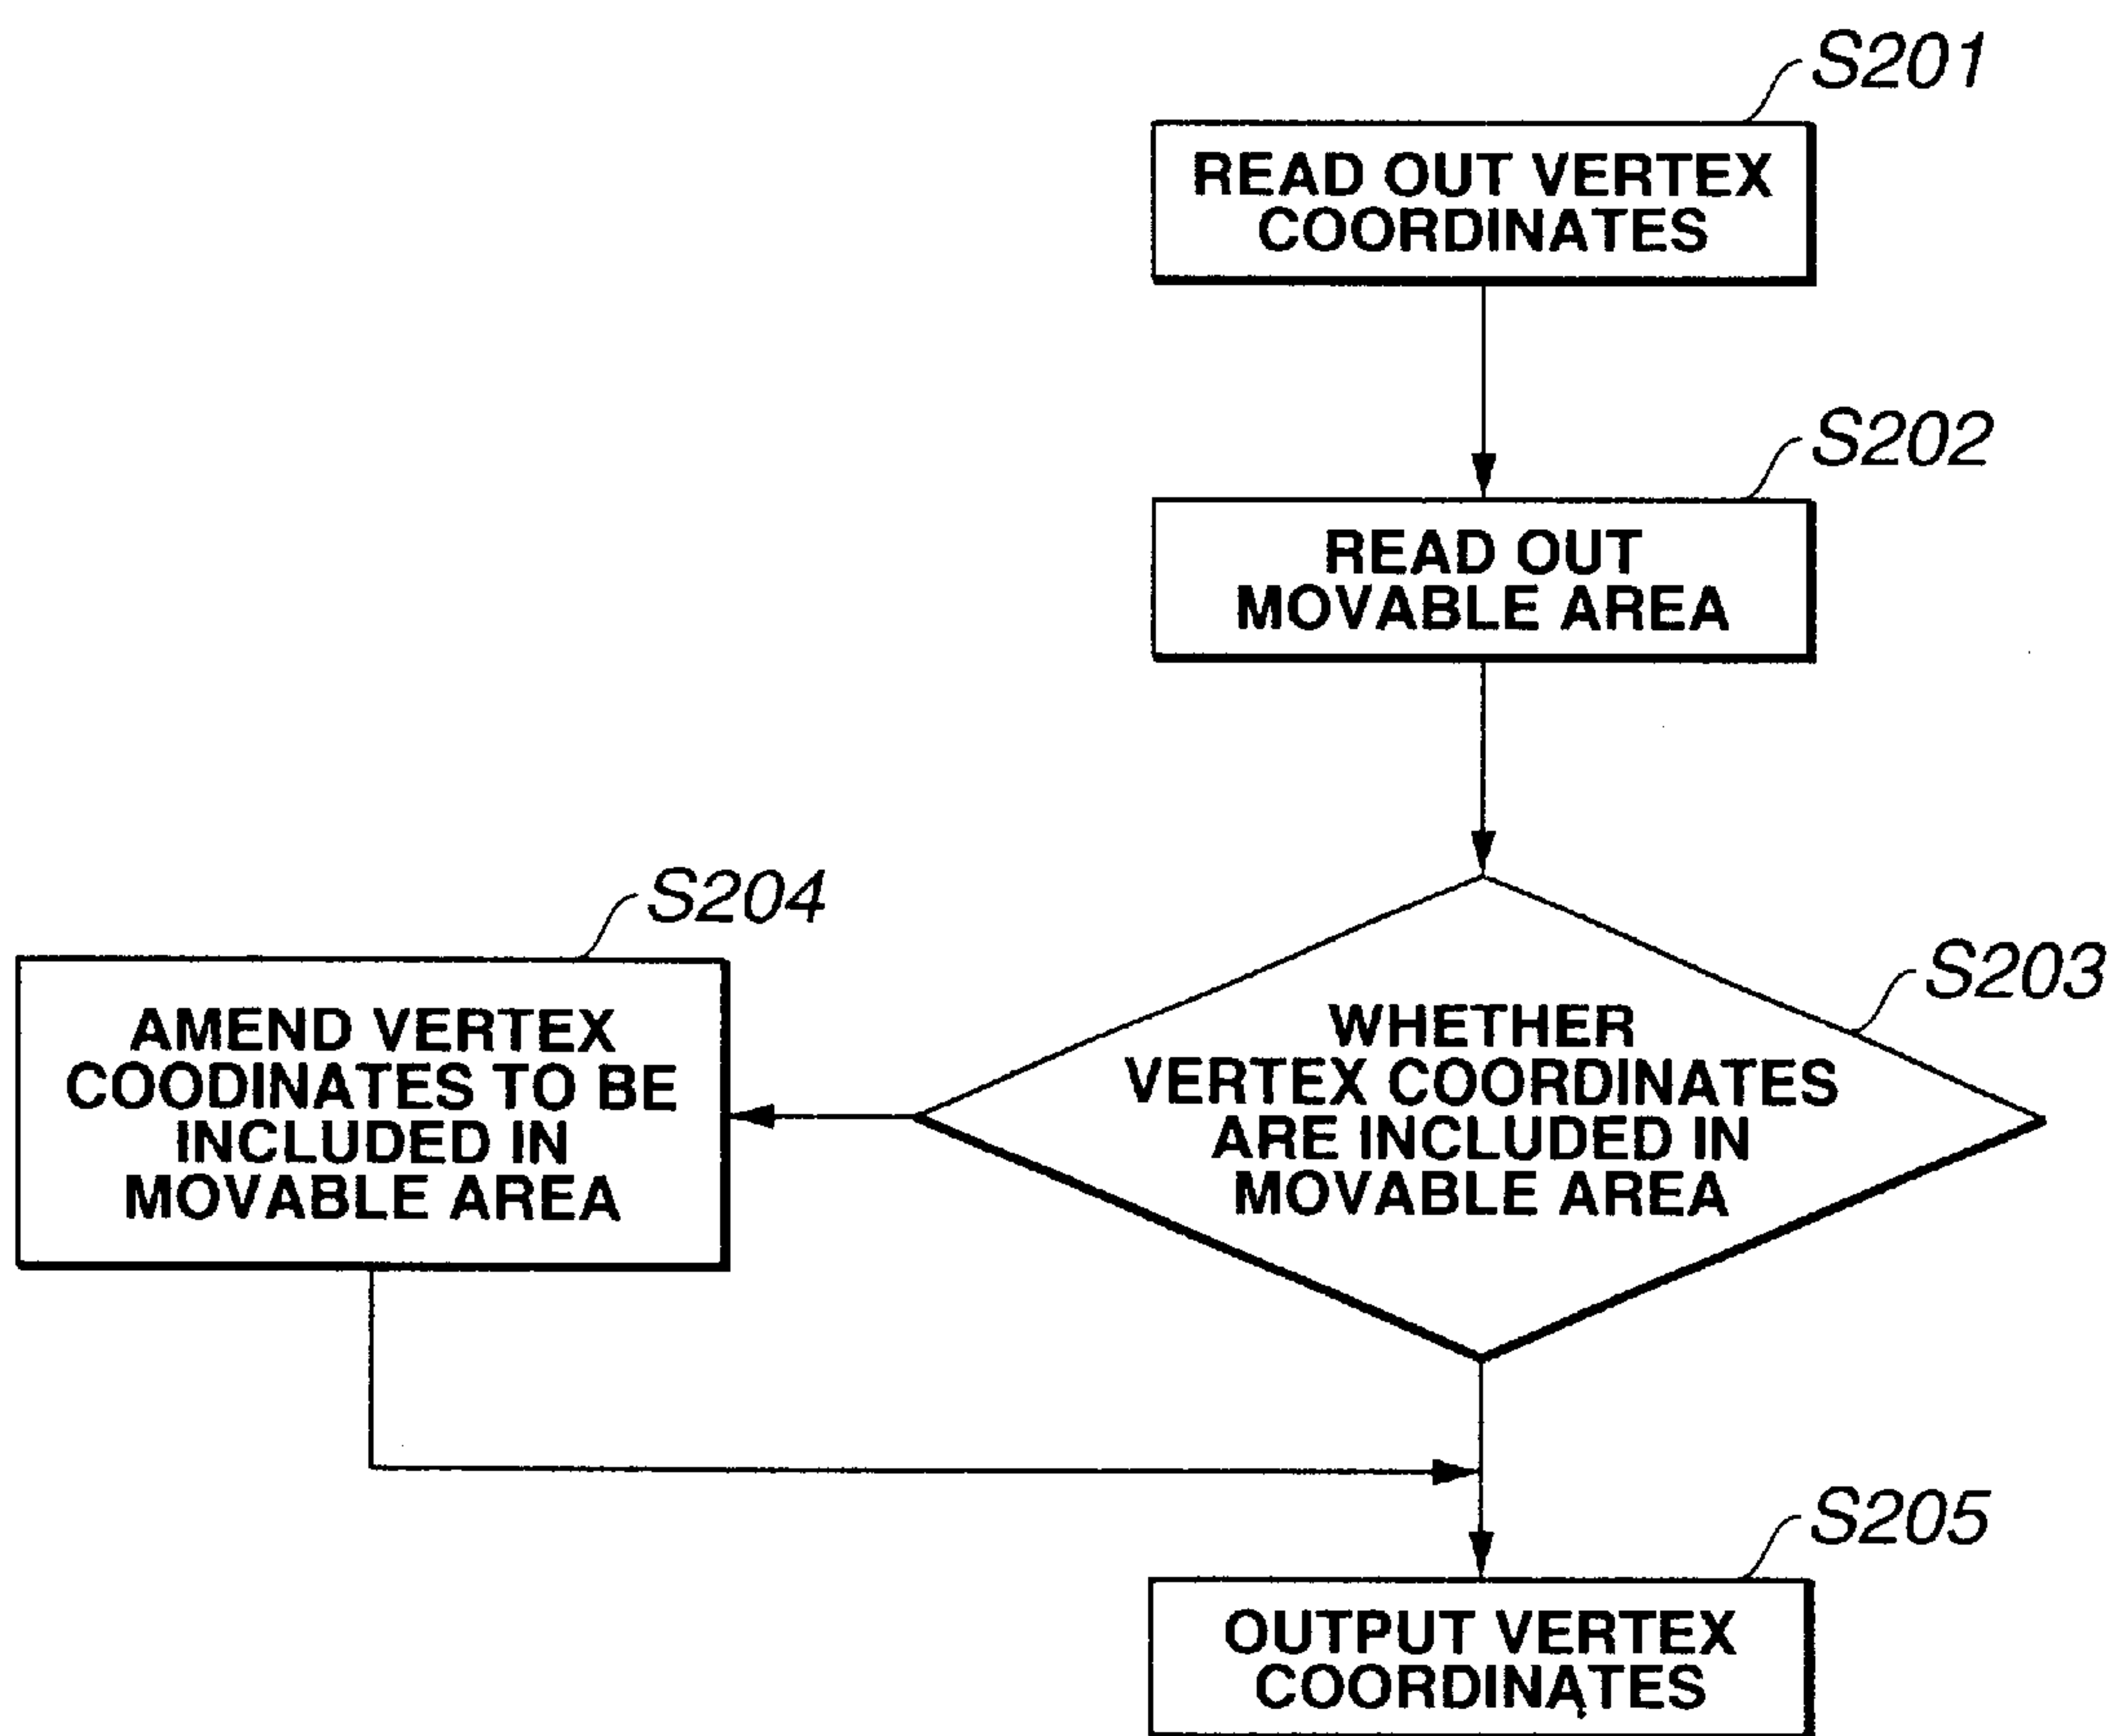 S201
READ OUT VERTEX
COORDINATES
S202
READ OUT
MOVABLE AREA
S203
WHETHER
VERTEX COORDINATES
ARE INCLUDED IN
MOVABLE AREA
S204
AMEND VERTEX
COODINATES TO BE
INCLUDED IN
MOVABLE AREA
S205
OUTPUT VERTEX
COORDINATES